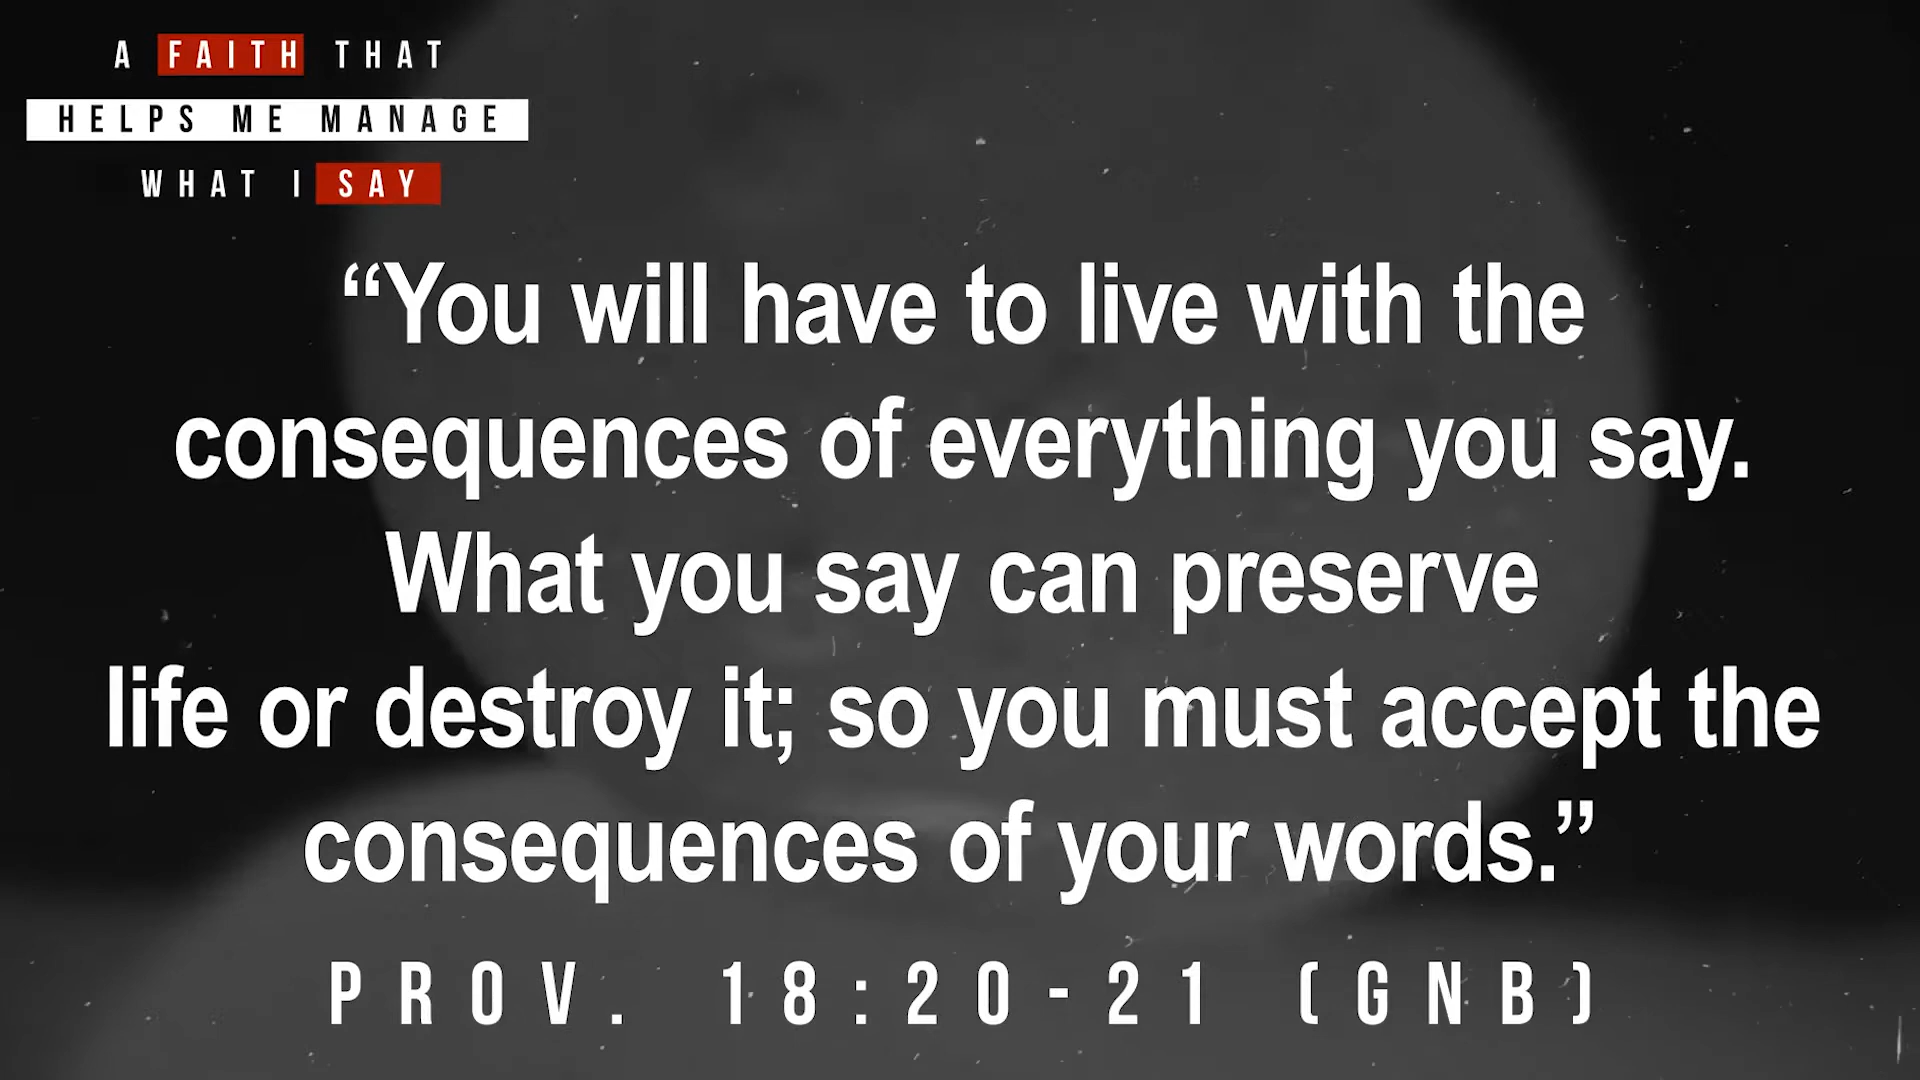 A FAITH THAT
HELPS ME MANAGE
WHAT I SAY
“You will have to live with the
consequences of everything you say.
What you say can preserve
life or destroy it; so you must accept the
consequences of your words.”
PROV. 18:20-21 (GNB)